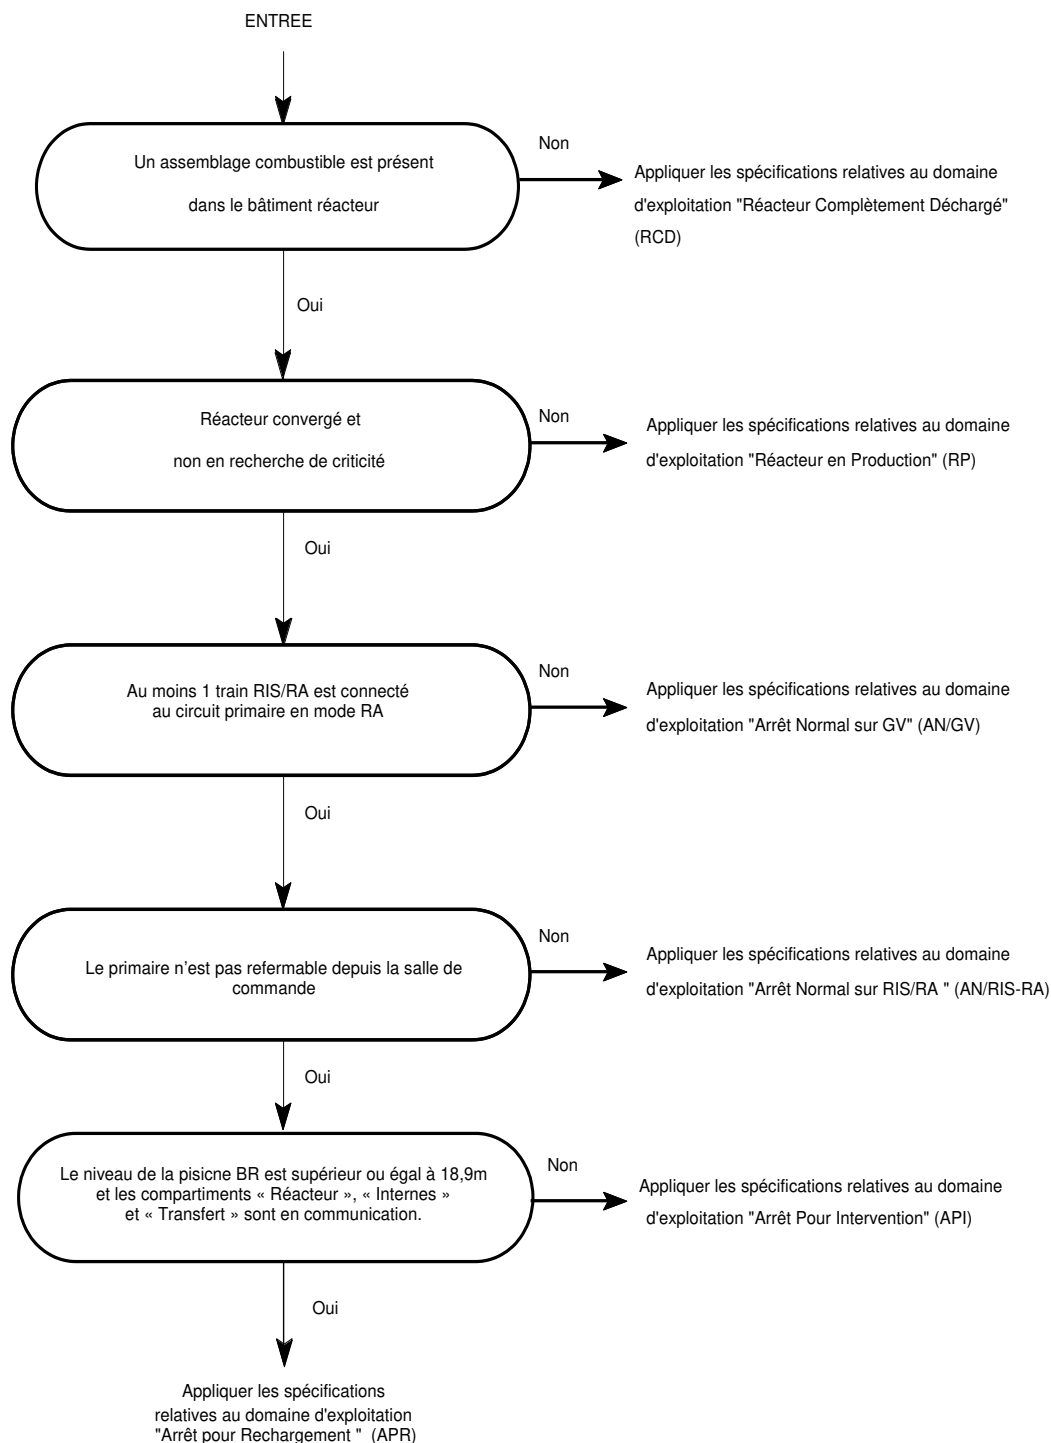 ENTREE
Un assemblage combustible est présent
dans le bâtiment réacteur
Non
Appliquer les spécifications relatives au domaine
d'exploitation "Réacteur Complètement Déchargé"
(RCD)
Oui
Réacteur convergé et
non en recherche de criticité
Non
Appliquer les spécifications relatives au domaine
d'exploitation "Réacteur en Production" (RP)
Oui
Au moins 1 train RIS/RA est connecté
au circuit primaire en mode RA
Non
Appliquer les spécifications relatives au domaine
d'exploitation "Arrêt Normal sur GV" (AN/GV)
Oui
Le primaire n’est pas refermable depuis la salle de
commande
Non
Appliquer les spécifications relatives au domaine
d'exploitation "Arrêt Normal sur RIS/RA " (AN/RIS-RA)
Oui
Le niveau de la pisicne BR est supérieur ou égal à 18,9m
et les compartiments « Réacteur », « Internes »
et « Transfert » sont en communication.
Non
Appliquer les spécifications relatives au domaine
d'exploitation "Arrêt Pour Intervention" (API)
Oui
Appliquer les spécifications
relatives au domaine d'exploitation
"Arrêt pour Rechargement " (APR)